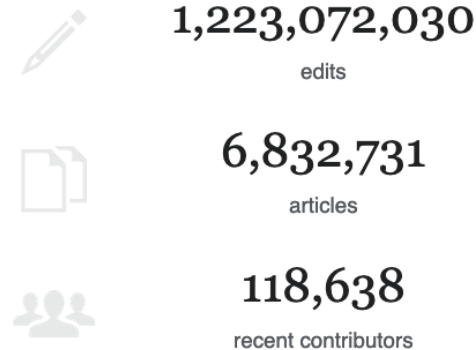 1,223,072,030
edits
6,832,731
articles
118,638
recent contributors